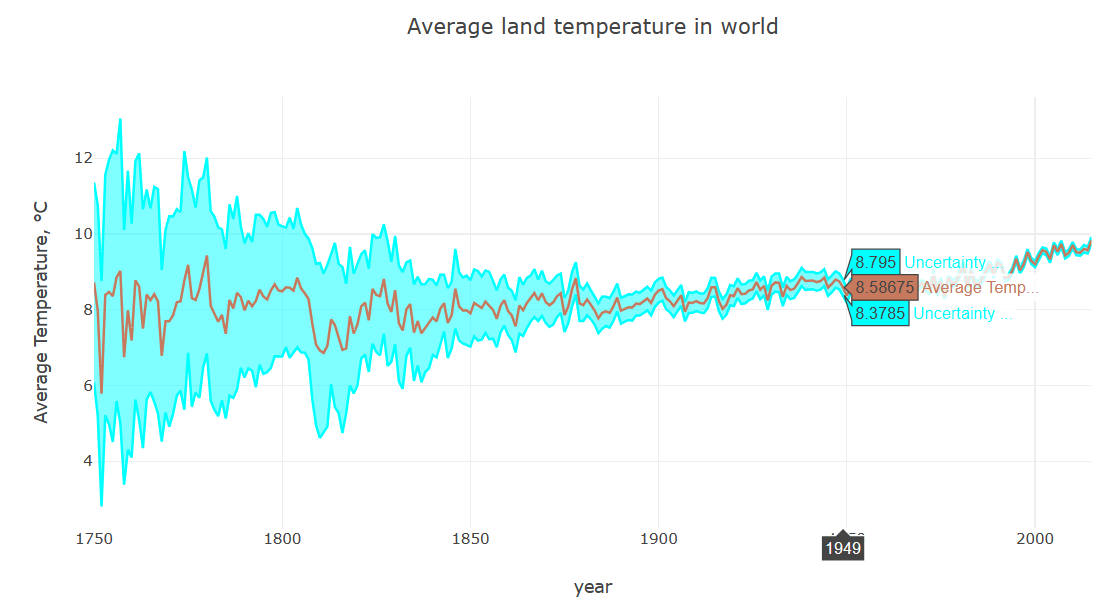 Average land temperature in world
Average Temperature, °C
12
10
8
6
4
8.795 Uncertainty
8.58675 Average Temp...
8.3785 Uncertainty ...
1750
1800
1850
1900
2000
1949
year